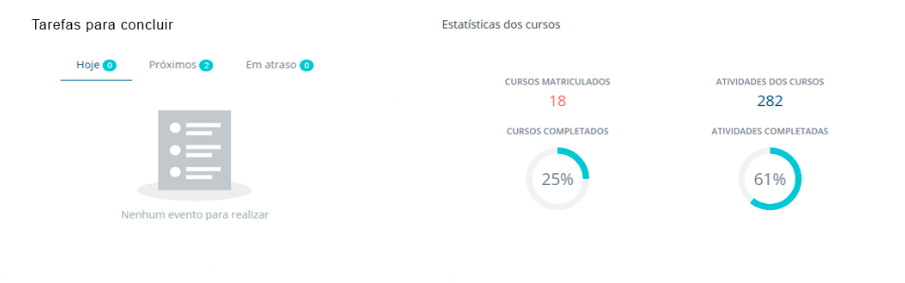 Tarefas para concluir
Hoje 0 Próximos 2 Em atraso 0
Nenhum evento para realizar
Estatísticas dos cursos
CURSOS MATRICULADOS
18
ATIVIDADES DOS CURSOS
282
CURSOS COMPLETADOS
25%
ATIVIDADES COMPLETADAS
61%